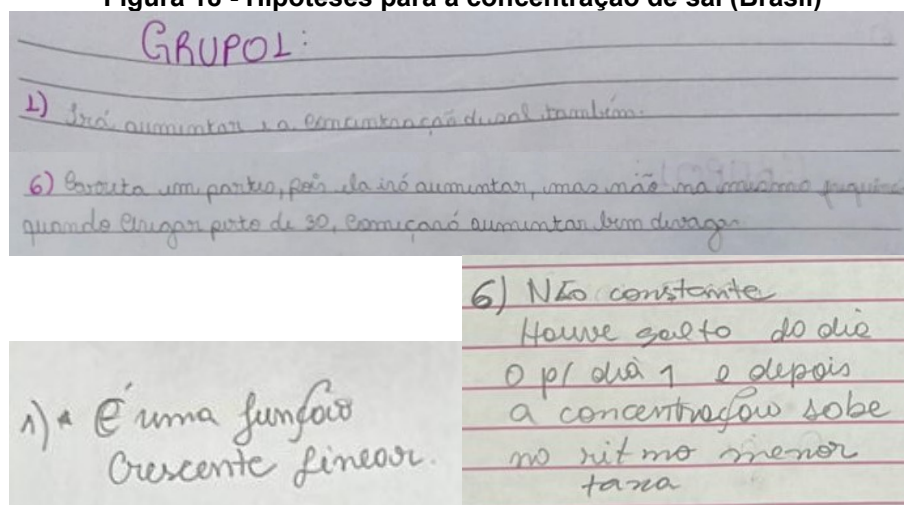 Figura - Hipóteses para a concentração de sal (Brasil)
GRUPO1:
1) Irá aumentar e a concentração de sal também.
6) em partes, pois ela irá aumentar, mas não na mesma
quando chegar perto de 30, começará aumentar bem devagar
1) É uma função
crescente linear.
6) Não constante
Houve salto do dia
0 p/ dia 1 e depois
a concentração sobe
no ritmo menor
taxa